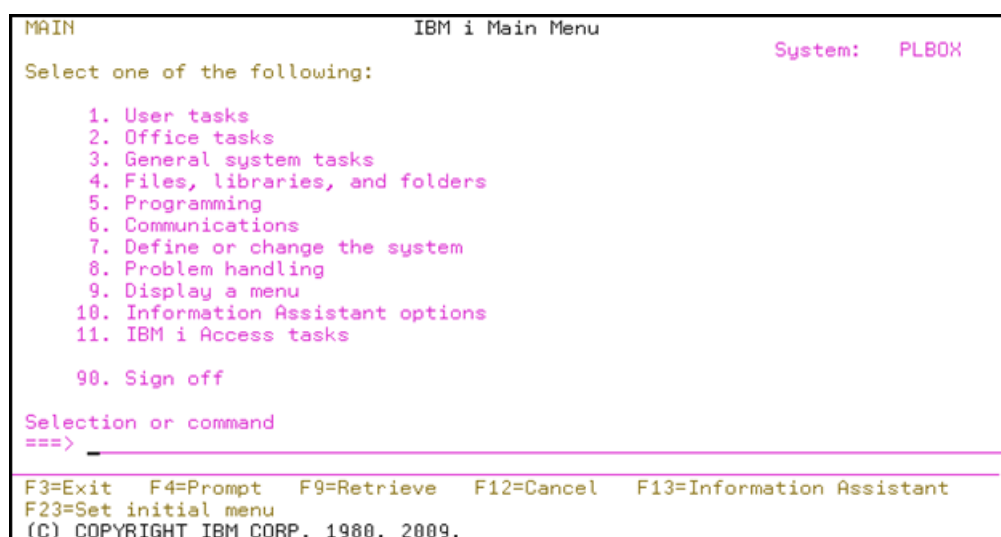 MAIN IBM i Main Menu
System: PLBOX
Select one of the following:
1. User tasks
2. Office tasks
3. General system tasks
4. Files, libraries, and folders
5. Programming
6. Communications
7. Define or change the system
8. Problem handling
9. Display a menu
10. Information Assistant options
11. IBM i Access tasks
90. Sign off
Selection or command
===>
F3=Exit F4=Prompt F9=Retrieve F12=Cancel F13=Information Assistant
F23=Set initial menu
(C) COPYRIGHT IBM CORP. 1980, 2009.